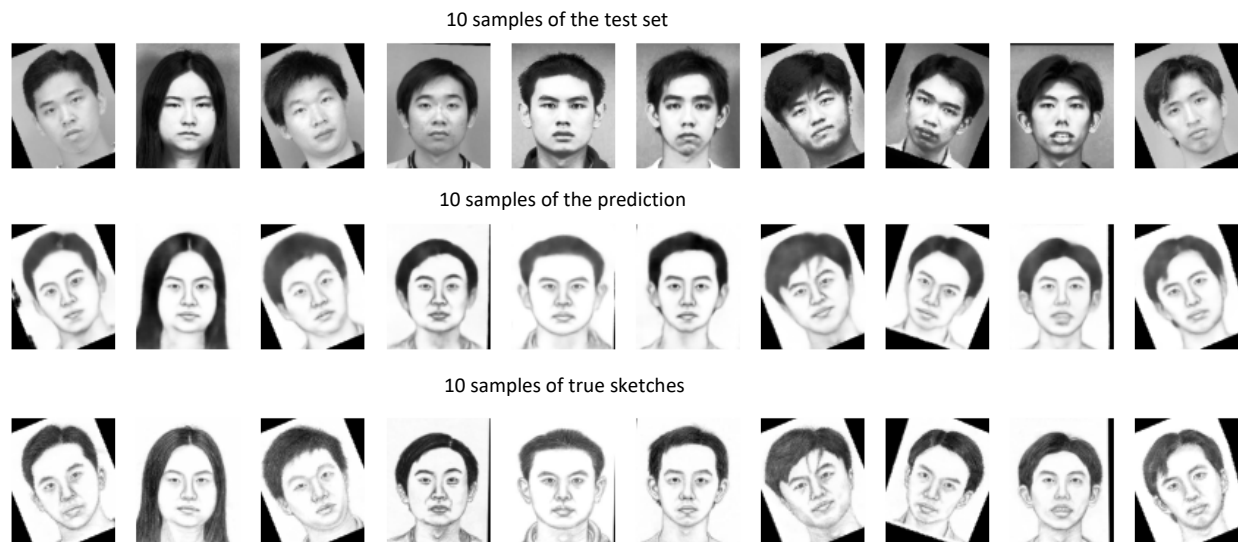 10 samples of the test set
10 samples of the prediction
10 samples of true sketches